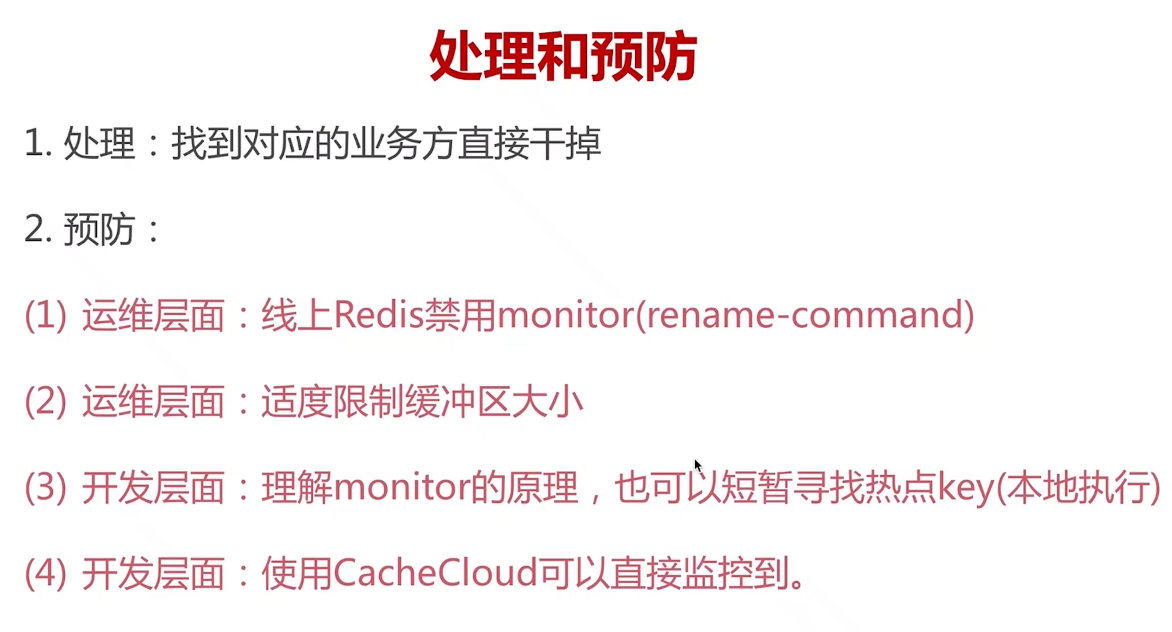 处理和预防
1. 处理：找到对应的业务方直接干掉
2. 预防：
(1) 运维层面：线上Redis禁用monitor(rename-command)
(2) 运维层面：适度限制缓冲区大小
(3) 开发层面：理解monitor的原理，也可以短暂寻找热点key(本地执行)
(4) 开发层面：使用CacheCloud可以直接监控到。